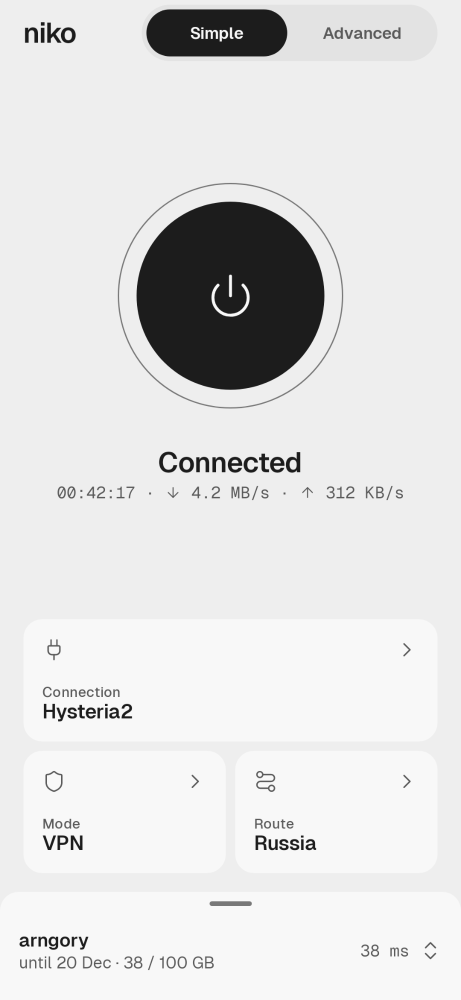 niko
Simple
Advanced
Connected
00:42:17 · ↓ 4.2 MB/s · ↑ 312 KB/s
Connection
Hysteria2
Mode
VPN
Route
Russia
arngory
until 20 Dec · 38 / 100 GB
38 ms